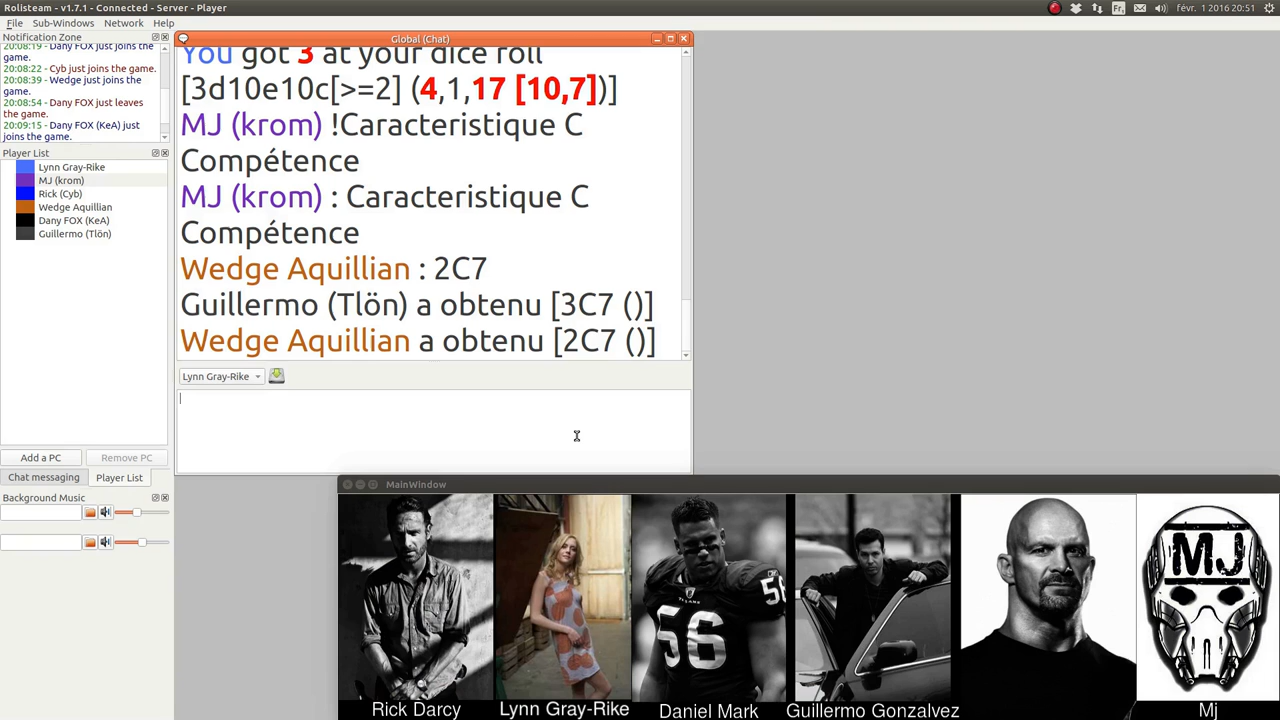 Rolisteam - v1.7.1 - Connected - Server - Player
Fr,
févr. 1 2016 20:51
File Sub-Windows Network Help
Notification Zone
20:08:19 - Dany FOX just joins the
game.
20:08:22 - Cyb just joins the game.
20:08:39 - Wedge just joins the
game.
20:08:54 - Dany FOX just leaves
the game.
20:09:15 - Dany FOX (KeA) just
joins the game.
Player List
Lynn Gray-Rike
MJ (krom)
Rick (Cyb)
Wedge Aquillian
Dany FOX (KeA)
Guillermo (Tlön)
Add a PC Remove PC
Chat messaging Player List
Background Music
Global (Chat)
You got 3 at your dice roll
[3d10e10c[>=2] (4,1,17 [10,7])]
MJ (krom) !Caracteristique C
Compétence
MJ (krom) : Caracteristique C
Compétence
Wedge Aquillian : 2C7
Guillermo (Tlön) a obtenu [3C7 ()]
Wedge Aquillian a obtenu [2C7 ()]
Lynn Gray-Rike
MainWindow
56
56
MJ
Rick Darcy Lynn Gray-Rike Daniel Mark Guillermo Gonzalvez Mj